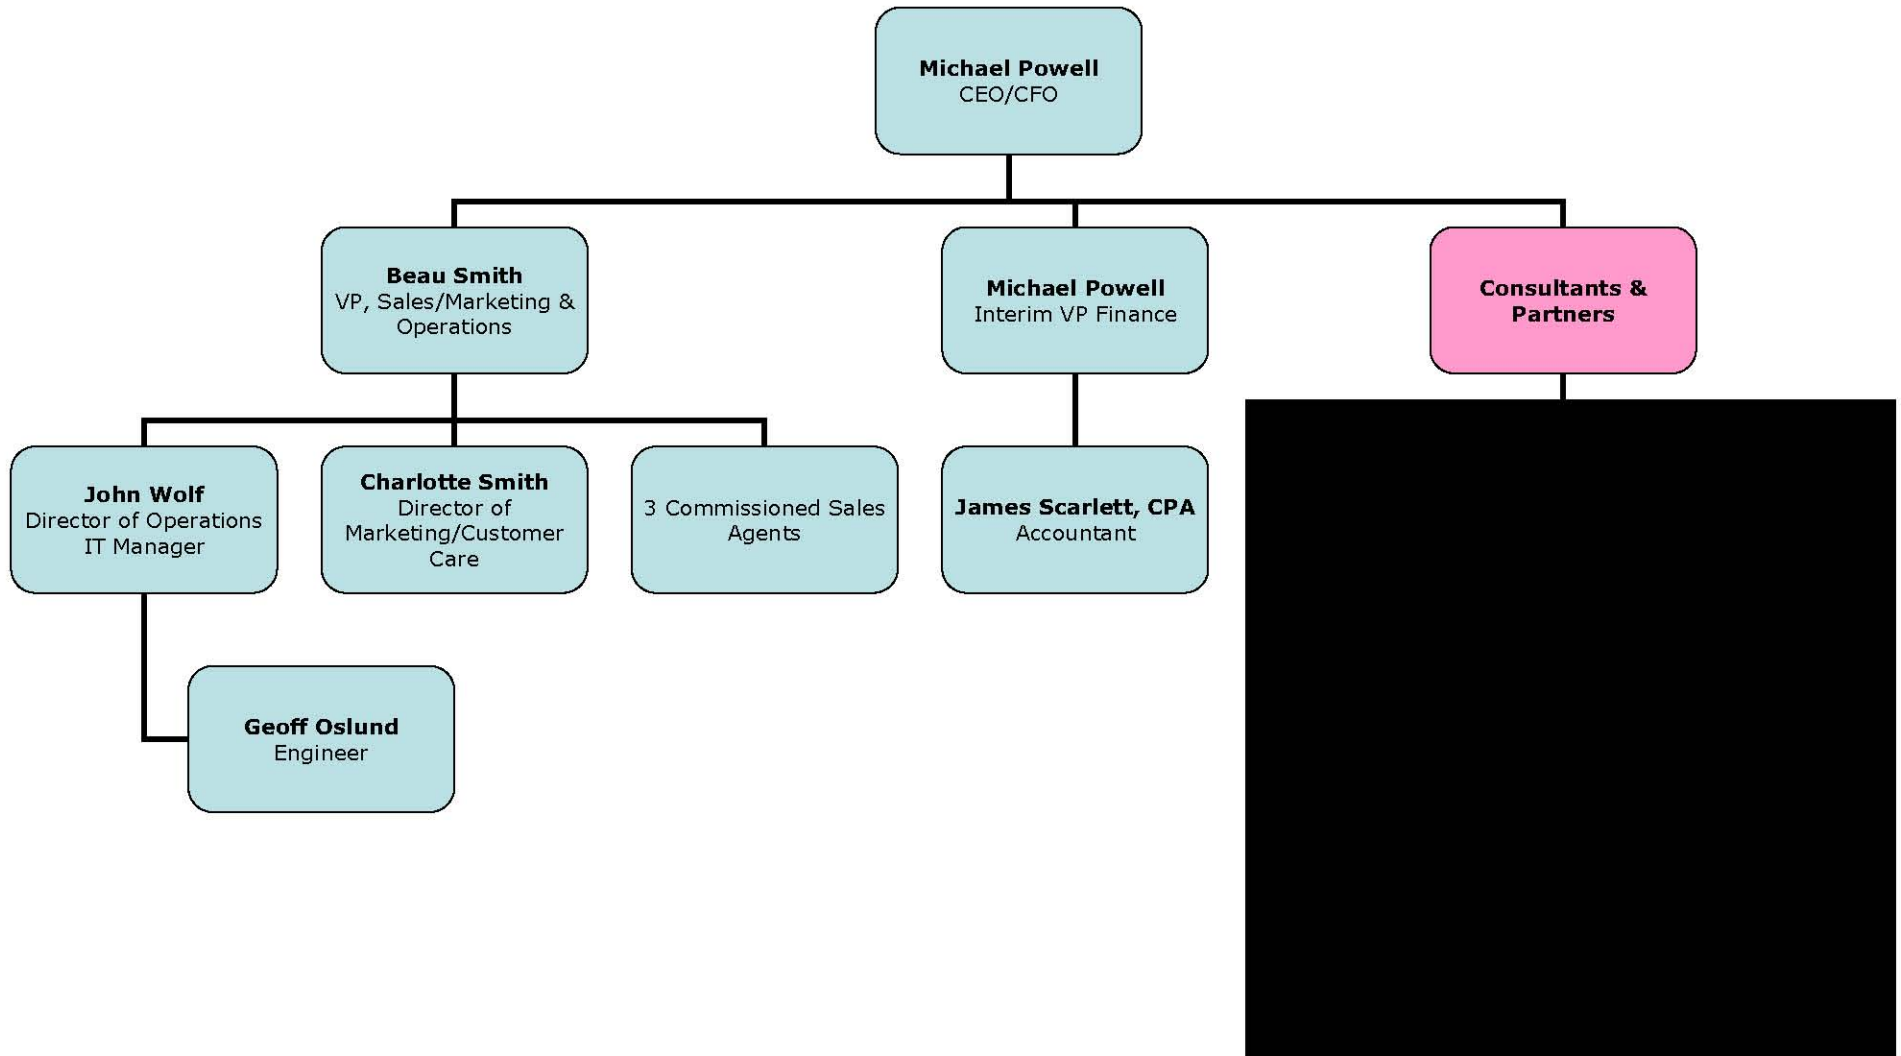 Michael Powell
CEO/CFO
Beau Smith
VP, Sales/Marketing &
Operations
Michael Powell
Interim VP Finance
Consultants &
Partners
John Wolf
Director of Operations
IT Manager
Charlotte Smith
Director of
Marketing/Customer
Care
3 Commissioned Sales
Agents
James Scarlett, CPA
Accountant
Geoff Oslund
Engineer